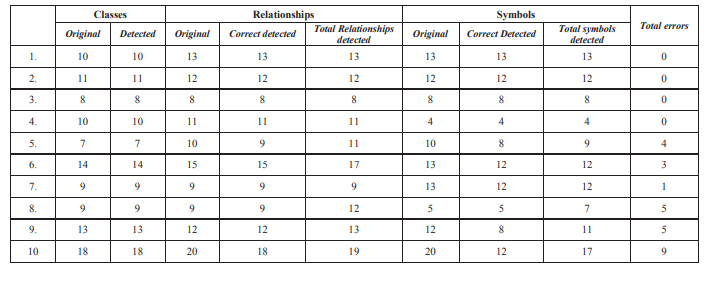 Classes Relationships Symbols Total errors
Original Detected Original Correct detected Total Relationships detected Original Correct Detected Total symbols detected
1. 10 10 13 13 13 13 13 13 0
2. 11 11 12 12 12 12 12 12 0
3. 8 8 8 8 8 8 8 8 0
4. 10 10 11 11 11 4 4 4 0
5. 7 7 10 9 11 10 8 9 4
6. 14 14 15 15 17 13 12 12 3
7. 9 9 9 9 9 13 12 12 1
8. 9 9 9 9 12 5 5 7 5
9. 13 13 12 12 13 12 8 11 5
10 18 18 20 18 19 20 12 17 9